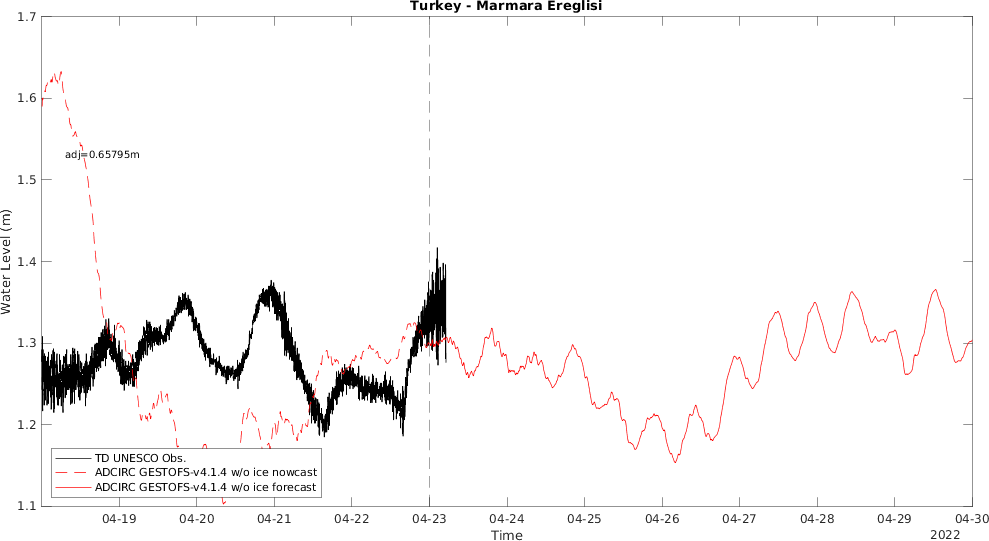 Turkey - Marmara Ereglisi
1.7
1.6
adj=0.65795m
1.5
1.4
Water Level (m)
1.3
1.2
TD UNESCO Obs.
ADCIRC GESTOFS-v4.1.4 w/o ice nowcast
ADCIRC GESTOFS-v4.1.4 w/o ice forecast
1.1
04-19 04-20 04-21 04-22 04-23 04-24 04-25 04-26 04-27 04-28 04-29 04-30
Time
2022